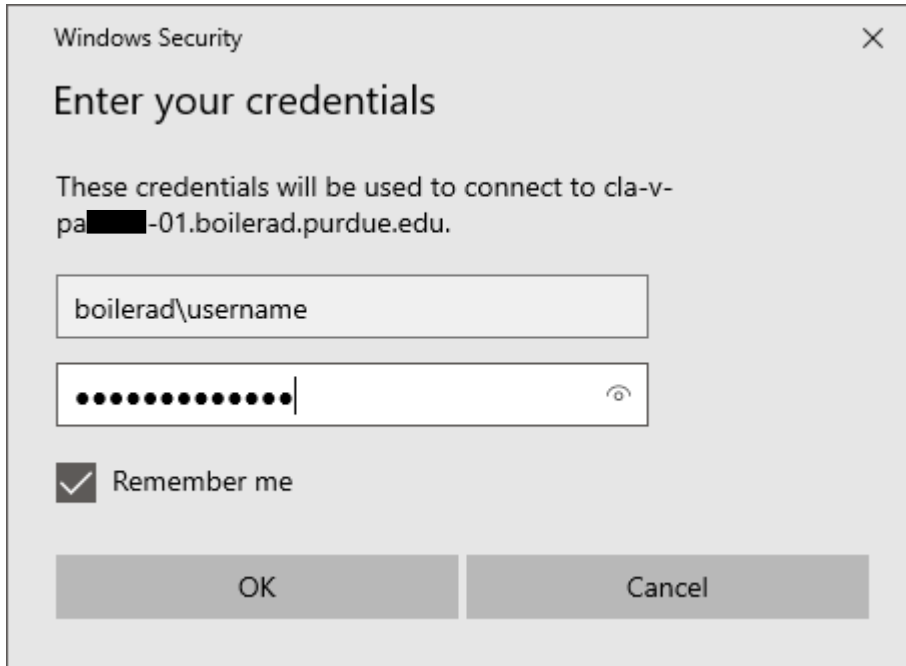 Windows Security
Enter your credentials
These credentials will be used to connect to cla-v-
pa -01.boilerad.purdue.edu.
boilerad\username
●●●●●●●●●●●●●
Remember me
OK Cancel